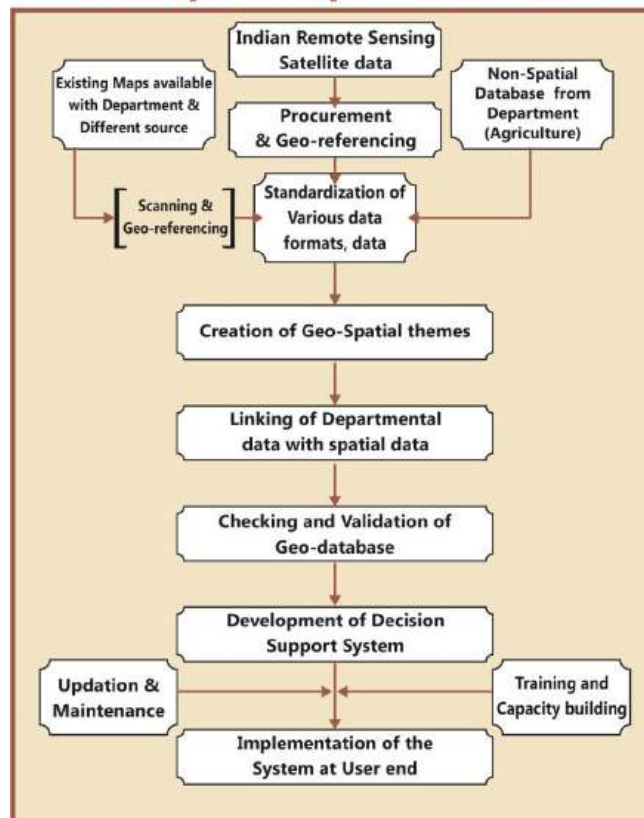 Indian Remote Sensing
Satellite data
Existing Maps available
with Department &
Different source
Non-Spatial
Database from
Department
(Agriculture)
Procurement
& Geo-referencing
[Scanning &
Geo-referencing]
Standardization of
Various data
formats, data
Creation of Geo-Spatial themes
Linking of Departmental
data with spatial data
Checking and Validation of
Geo-database
Development of Decision
Support System
Updation &
Maintenance
Training and
Capacity building
Implementation of the
System at User end